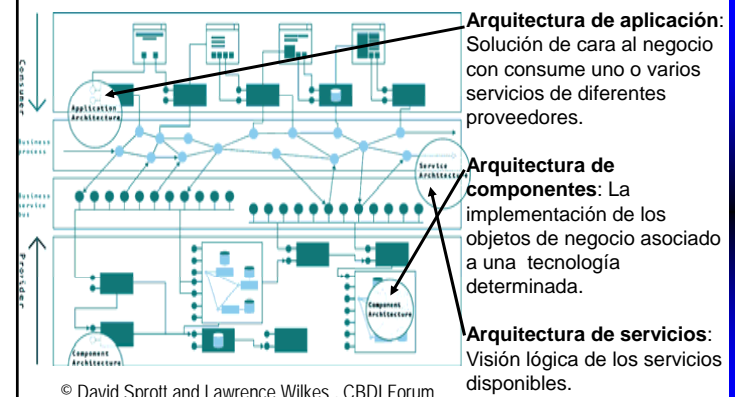 Consumer
Application
Architecture
Business
process
Service
Architecture
Business
service
bus
Provider
Component
Architecture
Component
Architecture
© David Sprott and Lawrence Wilkes , CBDI Forum
Arquitectura de aplicación:
Solución de cara al negocio
con consume uno o varios
servicios de diferentes
proveedores.
Arquitectura de
componentes: La
implementación de los
objetos de negocio asociado
a una tecnología
determinada.
Arquitectura de servicios:
Visión lógica de los servicios
disponibles.